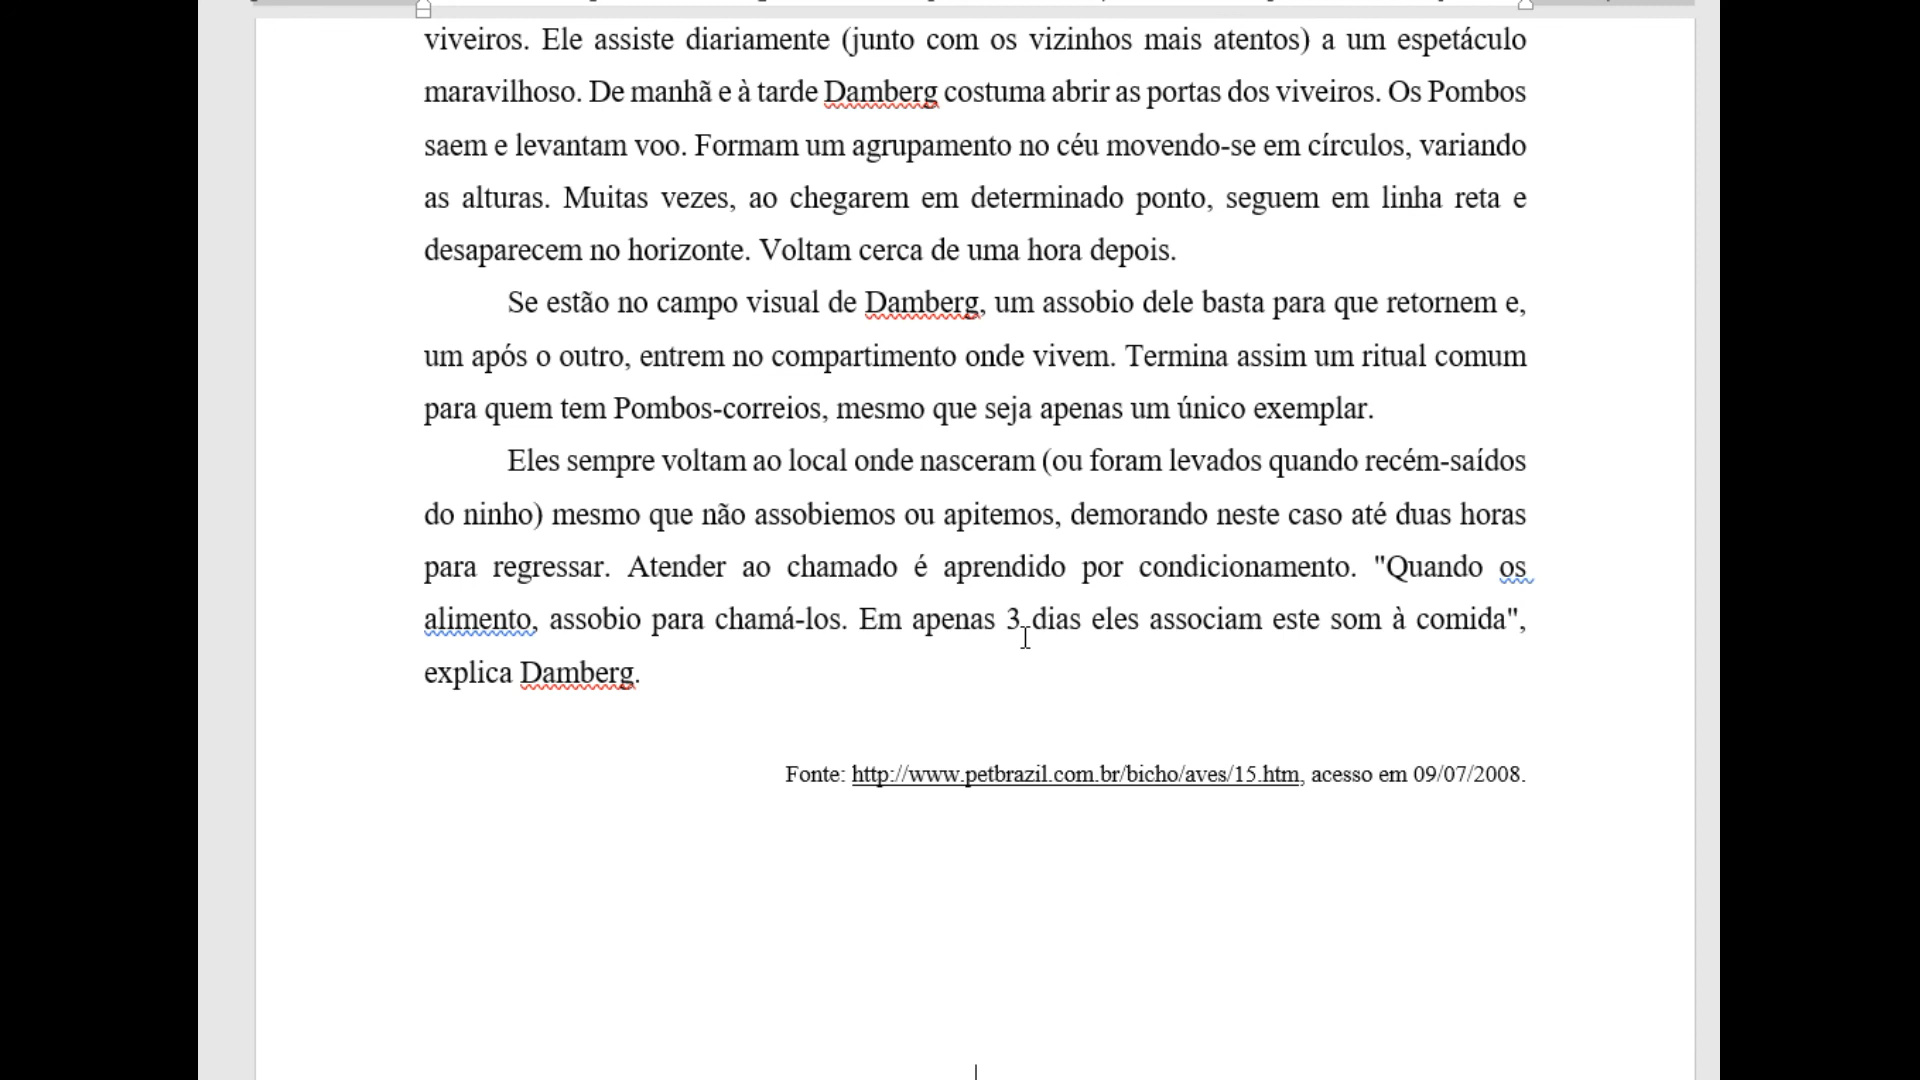 viveiros. Ele assiste diariamente (junto com os vizinhos mais atentos) a um espetáculo
maravilhoso. De manhã e à tarde Damberg costuma abrir as portas dos viveiros. Os Pombos
saem e levantam voo. Formam um agrupamento no céu movendo-se em círculos, variando
as alturas. Muitas vezes, ao chegarem em determinado ponto, seguem em linha reta e
desaparecem no horizonte. Voltam cerca de uma hora depois.
Se estão no campo visual de Damberg, um assobio dele basta para que retornem e,
um após o outro, entrem no compartimento onde vivem. Termina assim um ritual comum
para quem tem Pombos-correios, mesmo que seja apenas um único exemplar.
Eles sempre voltam ao local onde nasceram (ou foram levados quando recém-saídos
do ninho) mesmo que não assobiemos ou apitemos, demorando neste caso até duas horas
para regressar. Atender ao chamado é aprendido por condicionamento. "Quando os
alimento, assobio para chamá-los. Em apenas 3 dias eles associam este som à comida",
explica Damberg.
Fonte: http://www.petbrazil.com.br/bicho/aves/15.htm, acesso em 09/07/2008.